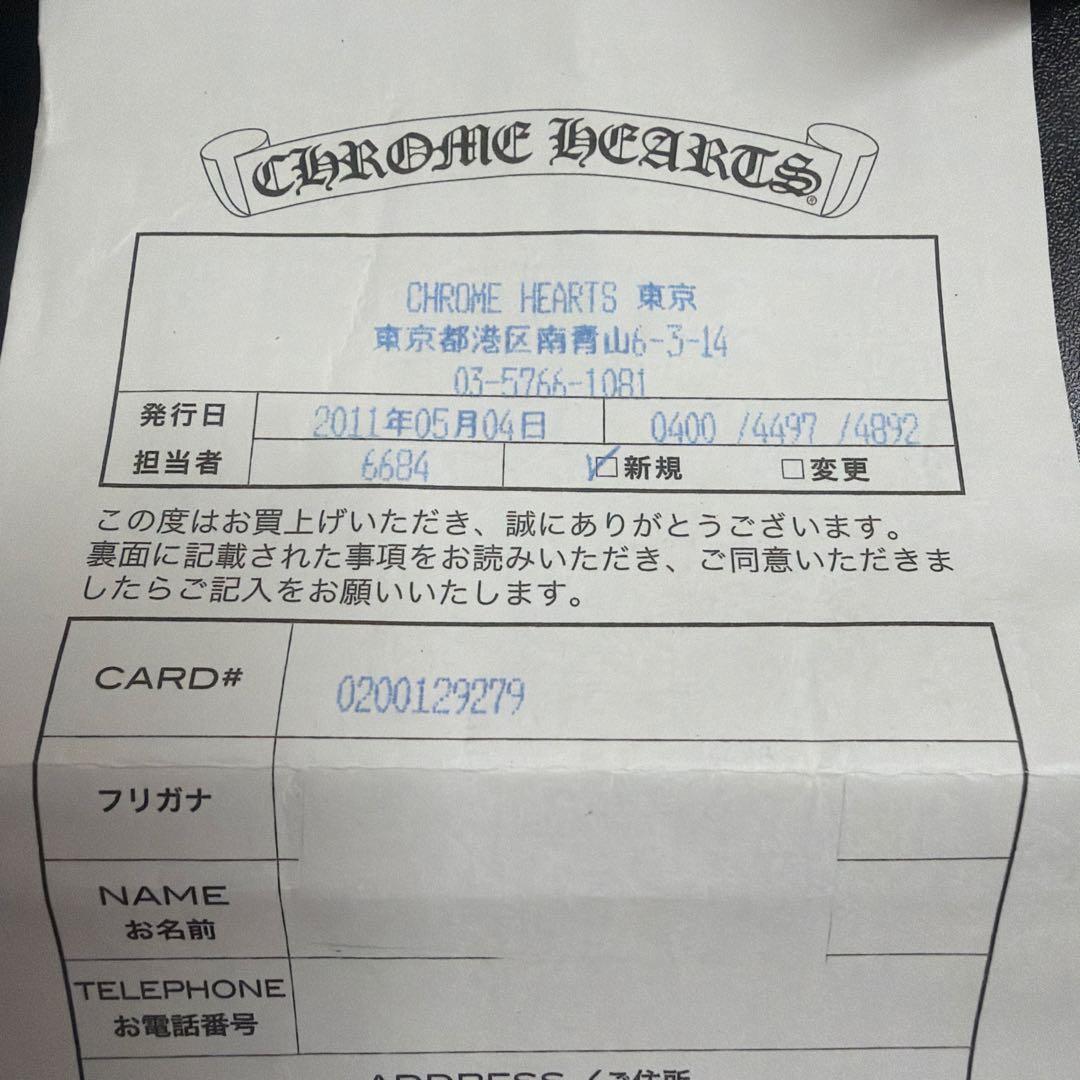 CHROME HEARTS®
CHROME HEARTS 東京
東京都港区南青山6-3-14
03-5766-1081
発行日 2011年05月04日 0400 /4497 /4892
担当者 6684 ☑新規 □変更
この度はお買上げいただき、誠にありがとうございます。
裏面に記載された事項をお読みいただき、ご同意いただきま
したらご記入をお願いいたします。
CARD# 0200129279
フリガナ
NAME
お名前
TELEPHONE
お電話番号
ADDRESS／ご住所